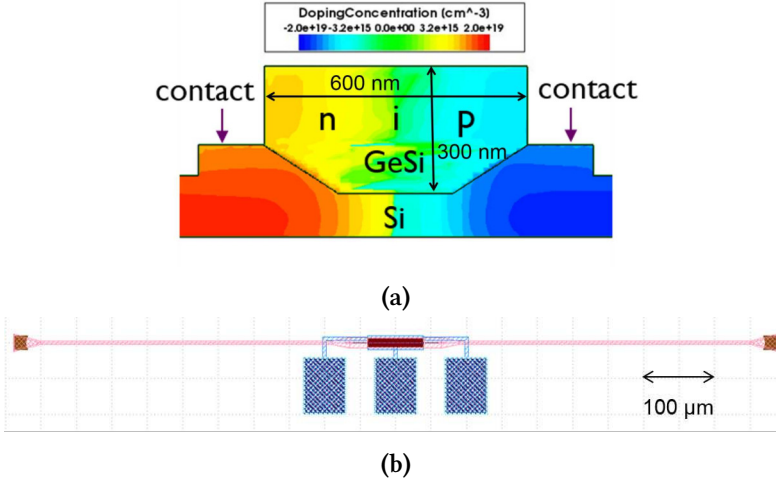 DopingConcentration (cm^-3)
-2.0e+19 -3.2e+15 0.0e+00 3.2e+15 2.0e+19
contact
600 nm
contact
n i p
GeSi
300 nm
Si
(a)
100 μm
(b)